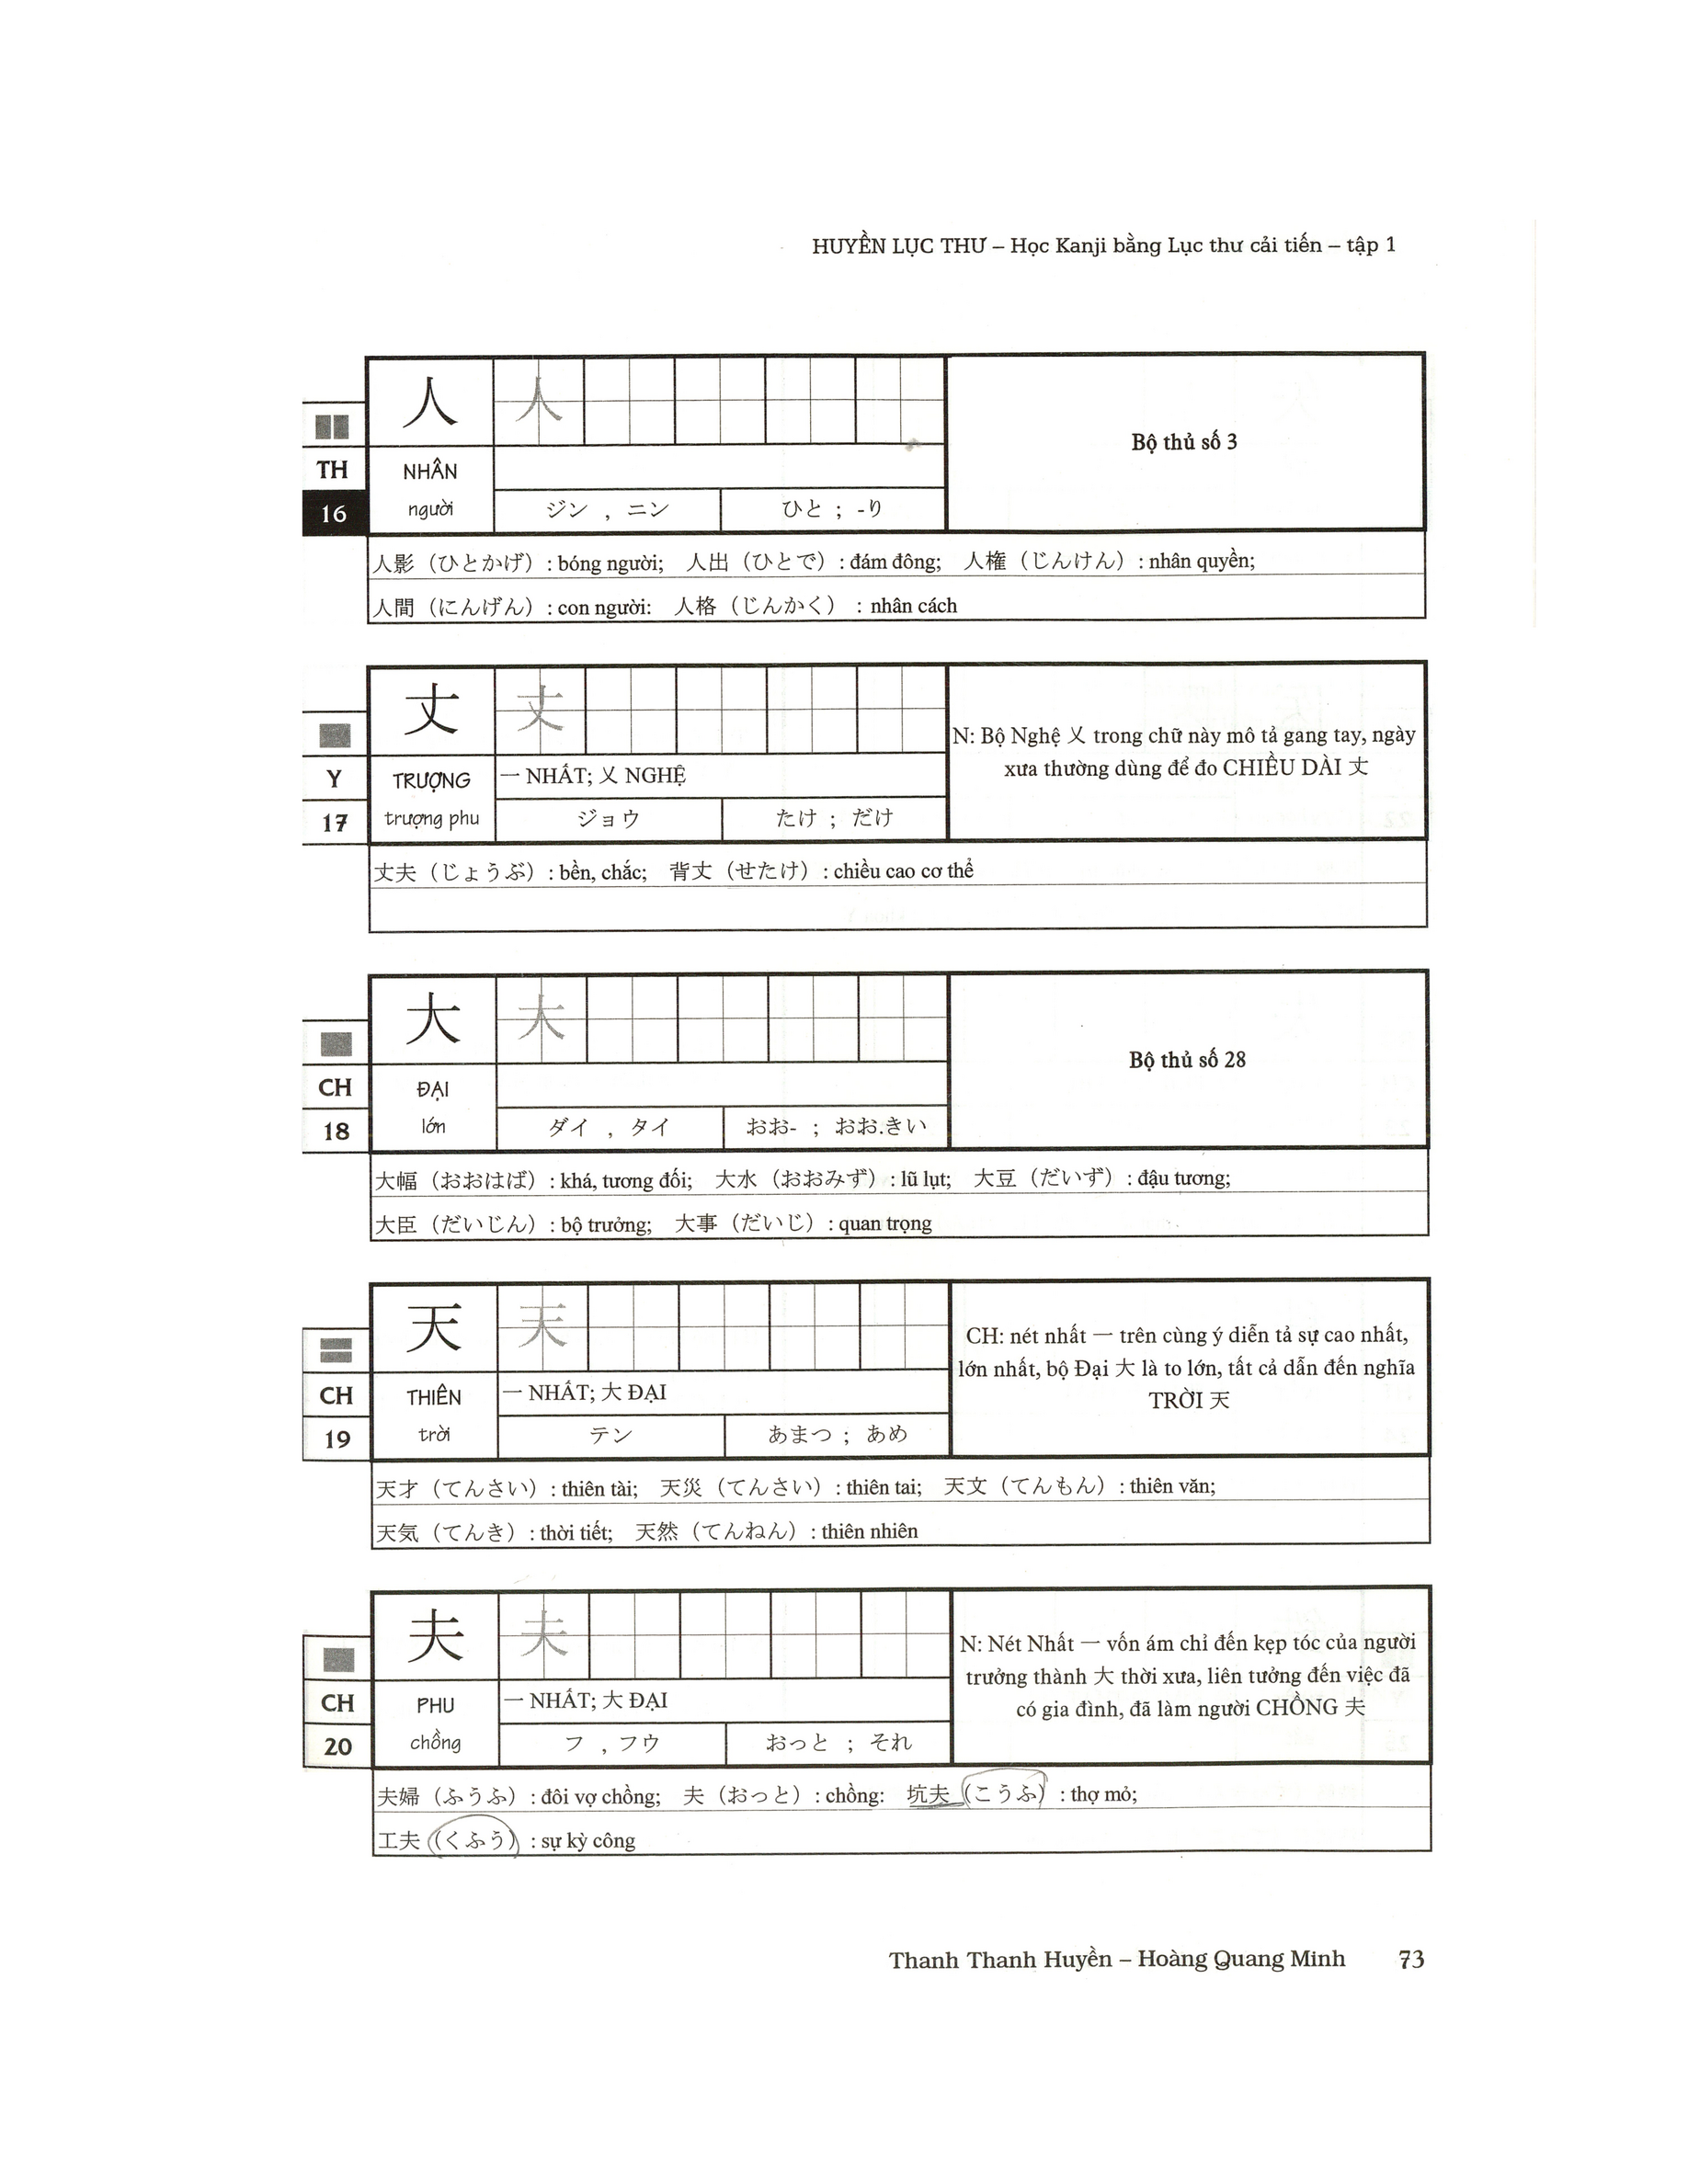 HUYỀN LỤC THƯ – Học Kanji bằng Lục thư cải tiến – tập 1
人 人
Bộ thủ số 3
TH NHÂN
16 người ジン , ニン ひと ; -り
人影（ひとかげ）: bóng người; 人出（ひとで）: đám đông; 人権（じんけん）: nhân quyền;
人間（にんげん）: con người: 人格（じんかく） : nhân cách
丈 丈
N: Bộ Nghệ 乂 trong chữ này mô tả gang tay, ngày
xưa thường dùng để đo CHIỀU DÀI 丈
Y TRƯỢNG 一 NHẤT; 乂 NGHỆ
17 trượng phu ジョウ たけ ; だけ
丈夫（じょうぶ）: bền, chắc; 背丈（せたけ）: chiều cao cơ thể
大 大
Bộ thủ số 28
CH ĐẠI
18 lớn ダイ , タイ おお- ; おお.きい
大幅（おおはば）: khá, tương đối; 大水（おおみず）: lũ lụt; 大豆（だいず）: đậu tương;
大臣（だいじん）: bộ trưởng; 大事（だいじ）: quan trọng
天 天
CH: nét nhất 一 trên cùng ý diễn tả sự cao nhất,
lớn nhất, bộ Đại 大 là to lớn, tất cả dẫn đến nghĩa
TRỜI 天
CH THIÊN 一 NHẤT; 大 ĐẠI
19 trời テン あまつ ; あめ
天才（てんさい）: thiên tài; 天災（てんさい）: thiên tai; 天文（てんもん）: thiên văn;
天気（てんき）: thời tiết; 天然（てんねん）: thiên nhiên
夫 夫
N: Nét Nhất 一 vốn ám chỉ đến kẹp tóc của người
trưởng thành 大 thời xưa, liên tưởng đến việc đã
có gia đình, đã làm người CHỒNG 夫
CH PHU 一 NHẤT; 大 ĐẠI
20 chồng フ , フウ おっと ; それ
夫婦（ふうふ）: đôi vợ chồng; 夫（おっと）: chồng: 坑夫（こうふ） : thợ mỏ;
工夫（くふう） : sự kỳ công
Thanh Thanh Huyền – Hoàng Quang Minh 73